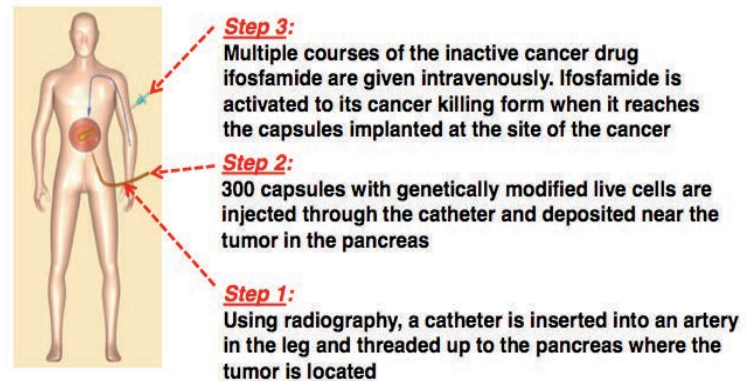 Step 3:
Multiple courses of the inactive cancer drug
ifosfamide are given intravenously. Ifosfamide is
activated to its cancer killing form when it reaches
the capsules implanted at the site of the cancer
Step 2:
300 capsules with genetically modified live cells are
injected through the catheter and deposited near the
tumor in the pancreas
Step 1:
Using radiography, a catheter is inserted into an artery
in the leg and threaded up to the pancreas where the
tumor is located